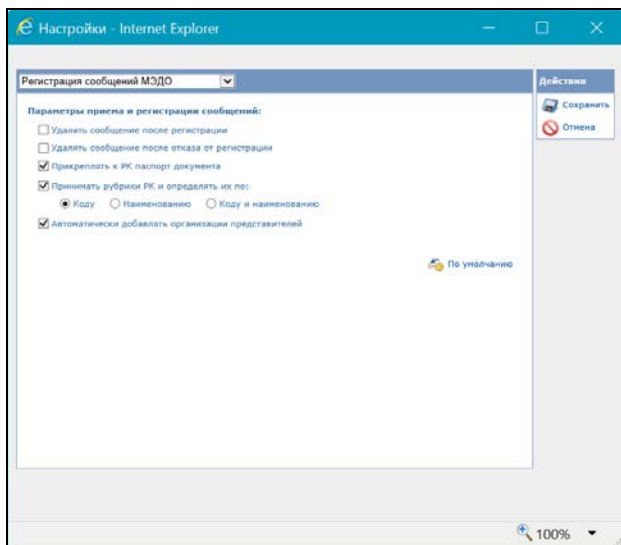 Настройки - Internet Explorer
Регистрация сообщений МЭДО
Действия
Сохранить
Отмена
Параметры приема и регистрации сообщений:
Удалять сообщение после регистрации
Удалять сообщение после отказа от регистрации
Прикреплять к РК паспорт документа
Принимать рубрики РК и определять их по:
Коду Наименованию Коду и наименованию
Автоматически добавлять организации представителей
По умолчанию
100%